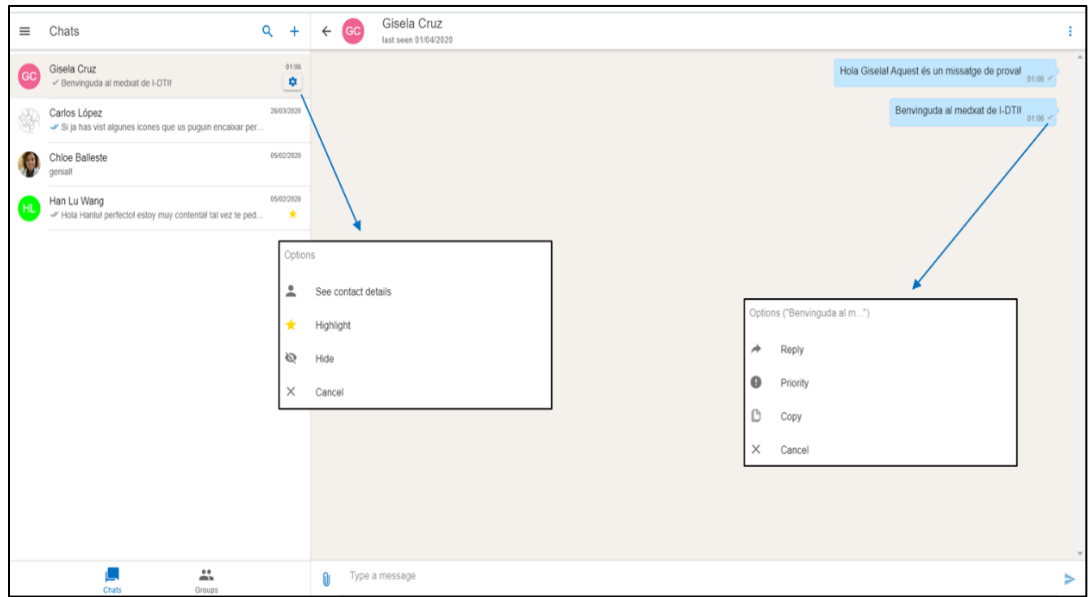 Chats
GC
Gisela Cruz
last seen 01/04/2020
GC
Gisela Cruz
01:06
Benvinguda al medxat de I-DTI!
Carlos López
26/03/2020
Si ja has vist algunes icones que us puguin encaixar per...
Chloe Balleste
05/02/2020
genial!
HL
Han Lu Wang
05/02/2020
Hola Hanlu! perfecto! estoy muy contenta! tal vez te ped...
Hola Gisela! Aquest és un missatge de prova!
01:06
Benvinguda al medxat de I-DTI!
01:06
Options
See contact details
Highlight
Hide
Cancel
Options ("Benvinguda al m...")
Reply
Priority
Copy
Cancel
Chats
Groups
Type a message